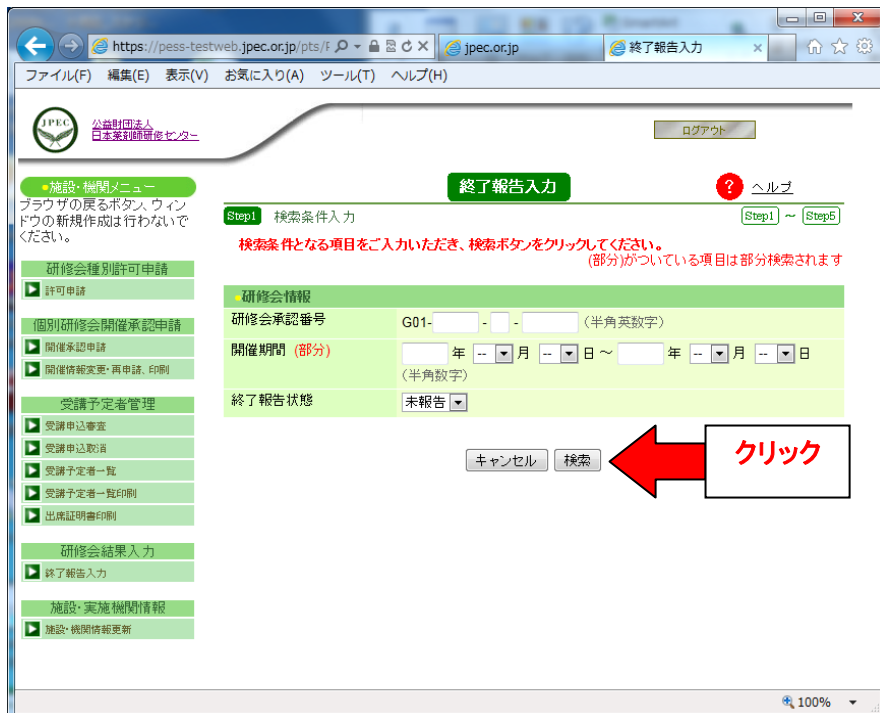 https://pess-testweb.jpec.or.jp/pts/F
jpec.or.jp
終了報告入力
ファイル(F) 編集(E) 表示(V) お気に入り(A) ツール(T) ヘルプ(H)
JPEC
公益財団法人
日本薬剤師研修センター
ログアウト
●施設・機関メニュー
ブラウザの戻るボタン、ウィン
ドウの新規作成は行わないで
ください。
研修会種別許可申請
許可申請
個別研修会開催承認申請
開催承認申請
開催情報変更・再申請、印刷
受講予定者管理
受講申込審査
受講申込取消
受講予定者一覧
受講予定者一覧印刷
出席証明書印刷
研修会結果入力
終了報告入力
施設・実施機関情報
施設・機関情報更新
終了報告入力
? ヘルプ
Step1 検索条件入力
Step1 ~ Step5
検索条件となる項目をご入力いただき、検索ボタンをクリックしてください。
(部分)がついている項目は部分検索されます
●研修会情報
研修会承認番号 G01- - - (半角英数字)
開催期間 (部分) 年 -- 月 -- 日 ~ 年 -- 月 -- 日
(半角数字)
終了報告状態 未報告
キャンセル 検索
クリック
100%